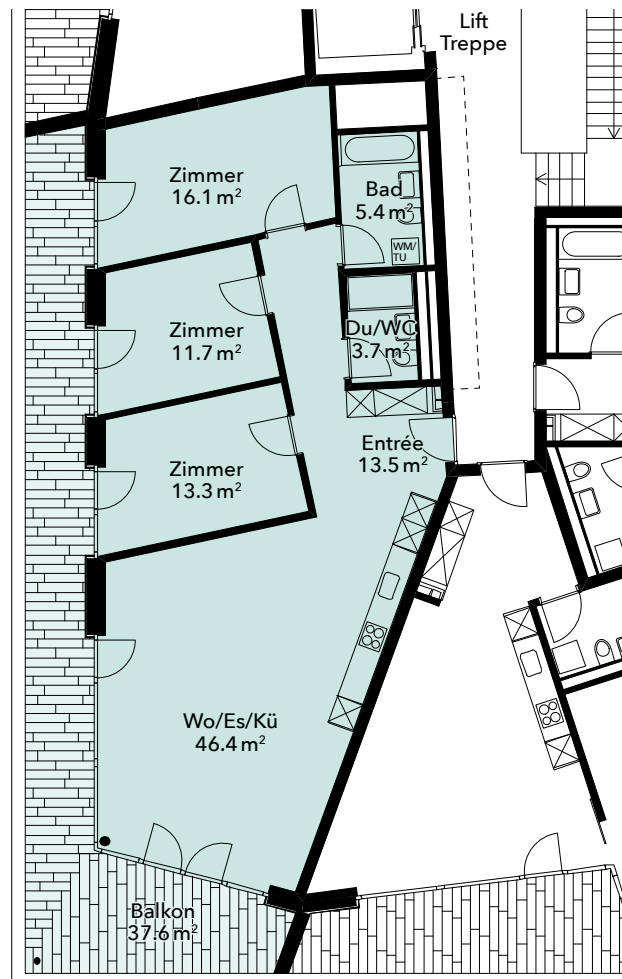 Lift
Treppe
Zimmer
16.1 m²
Bad
5.4 m²
WM/
TU
Zimmer
11.7 m²
Du/WC
3.7 m²
Zimmer
13.3 m²
Entrée
13.5 m²
Wo/Es/Kü
46.4 m²
Balkon
37.6 m²